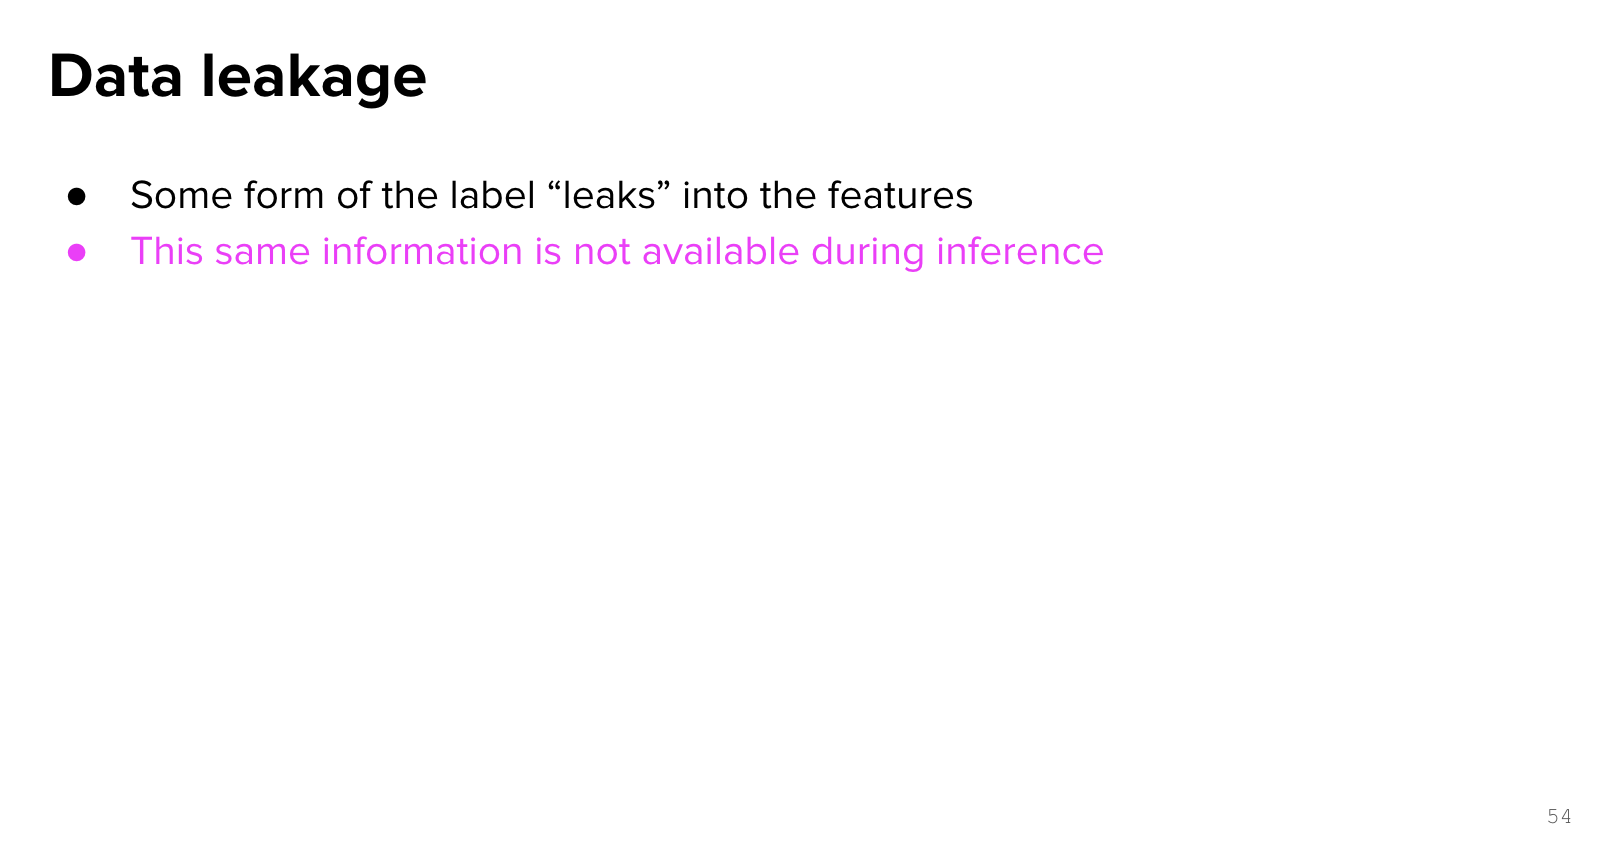 Data leakage
● Some form of the label “leaks” into the features
● This same information is not available during inference
54